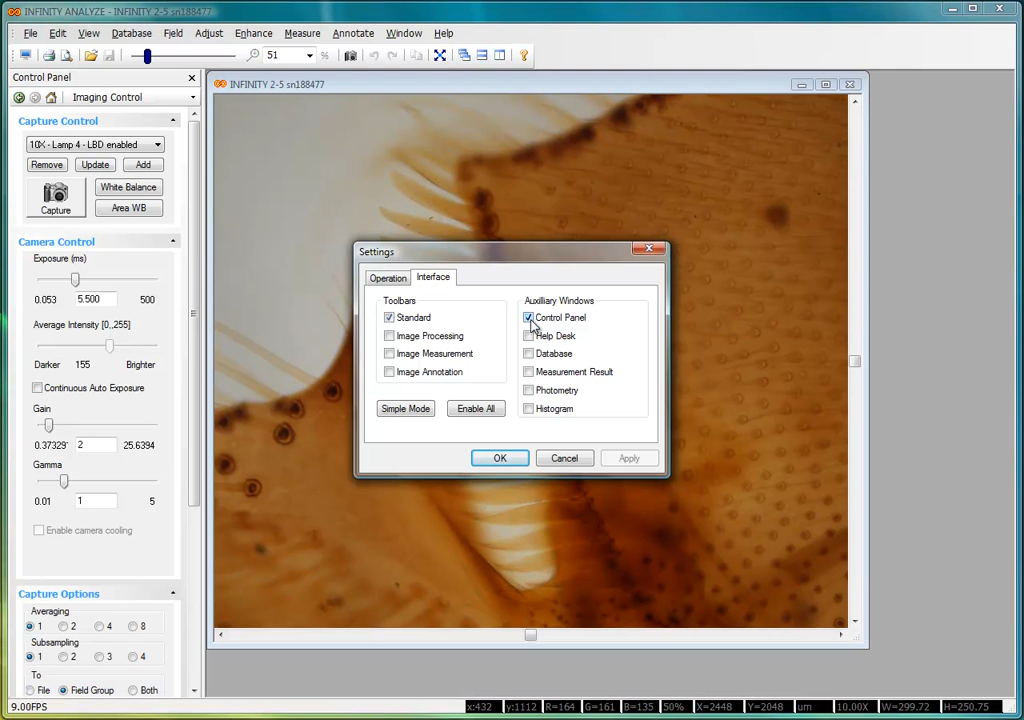 INFINITY ANALYZE - INFINITY 2-5 sn188477
File Edit View Database Field Adjust Enhance Measure Annotate Window Help
51 %
Control Panel
Imaging Control
Capture Control
10X - Lamp 4 - LBD enabled
Remove Update Add
Capture
White Balance
Area WB
Camera Control
Exposure (ms)
0.053 5.500 500
Average Intensity [0,,255]
Darker 155 Brighter
Continuous Auto Exposure
Gain
0.37329' 2 25.6394
Gamma
0.01 1 5
Enable camera cooling
Capture Options
Averaging
1 2 4 8
Subsampling
1 2 3 4
To
File Field Group Both
INFINITY 2-5 sn188477
Settings
Operation Interface
Toolbars
Standard
Image Processing
Image Measurement
Image Annotation
Simple Mode Enable All
Auxilliary Windows
Control Panel
Help Desk
Database
Measurement Result
Photometry
Histogram
OK Cancel Apply
9.00FPS
x:432 y:1112 R=164 G=161 B=135 50% X=2448 Y=2048 um 10.00X W=299.72 H=250.75